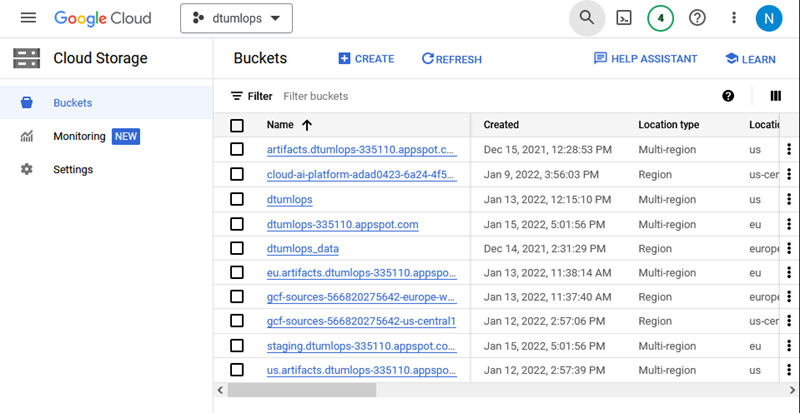 Google Cloud dtumlops 4 N
Cloud Storage Buckets CREATE REFRESH HELP ASSISTANT LEARN
Buckets
Monitoring NEW
Settings
Filter Filter buckets
Name Created Location type Locatio
artifacts.dtumlops-335110.appspot.c... Dec 15, 2021, 12:28:53 PM Multi-region us
cloud-ai-platform-adad0423-6a24-4f5... Jan 9, 2022, 3:56:03 PM Region us-cen
dtumlops Jan 13, 2022, 12:15:10 PM Multi-region us
dtumlops-335110.appspot.com Jan 15, 2022, 5:01:56 PM Multi-region eu
dtumlops_data Dec 14, 2021, 2:31:29 PM Region europe
eu.artifacts.dtumlops-335110.appspo... Jan 13, 2022, 11:38:14 AM Multi-region eu
gcf-sources-566820275642-europe-w... Jan 13, 2022, 11:37:40 AM Region europe
gcf-sources-566820275642-us-central1 Jan 12, 2022, 2:57:06 PM Region us-cen
staging.dtumlops-335110.appspot.co... Jan 15, 2022, 5:01:56 PM Multi-region eu
us.artifacts.dtumlops-335110.appspo... Jan 12, 2022, 2:57:39 PM Multi-region us